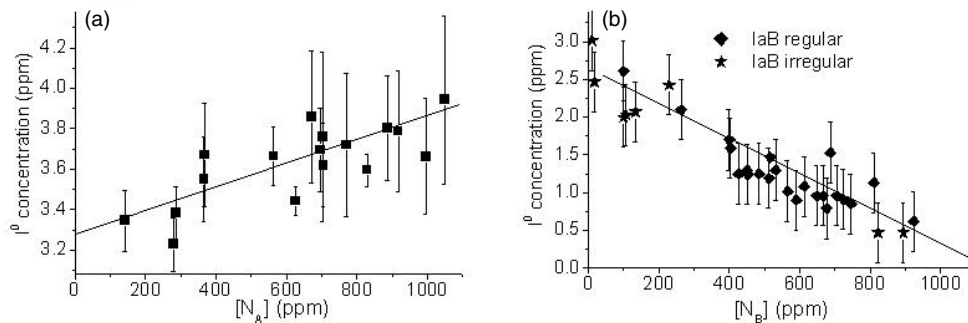 (a)
4.2
4.0
3.8
3.6
3.4
3.2
I⁰ concentration (ppm)
0 200 400 600 800 1000
[N_A] (ppm)
(b)
3.0
2.5
2.0
1.5
1.0
0.5
0.0
I⁰ concentration (ppm)
IaB regular
IaB irregular
0 200 400 600 800 1000
[N_B] (ppm)